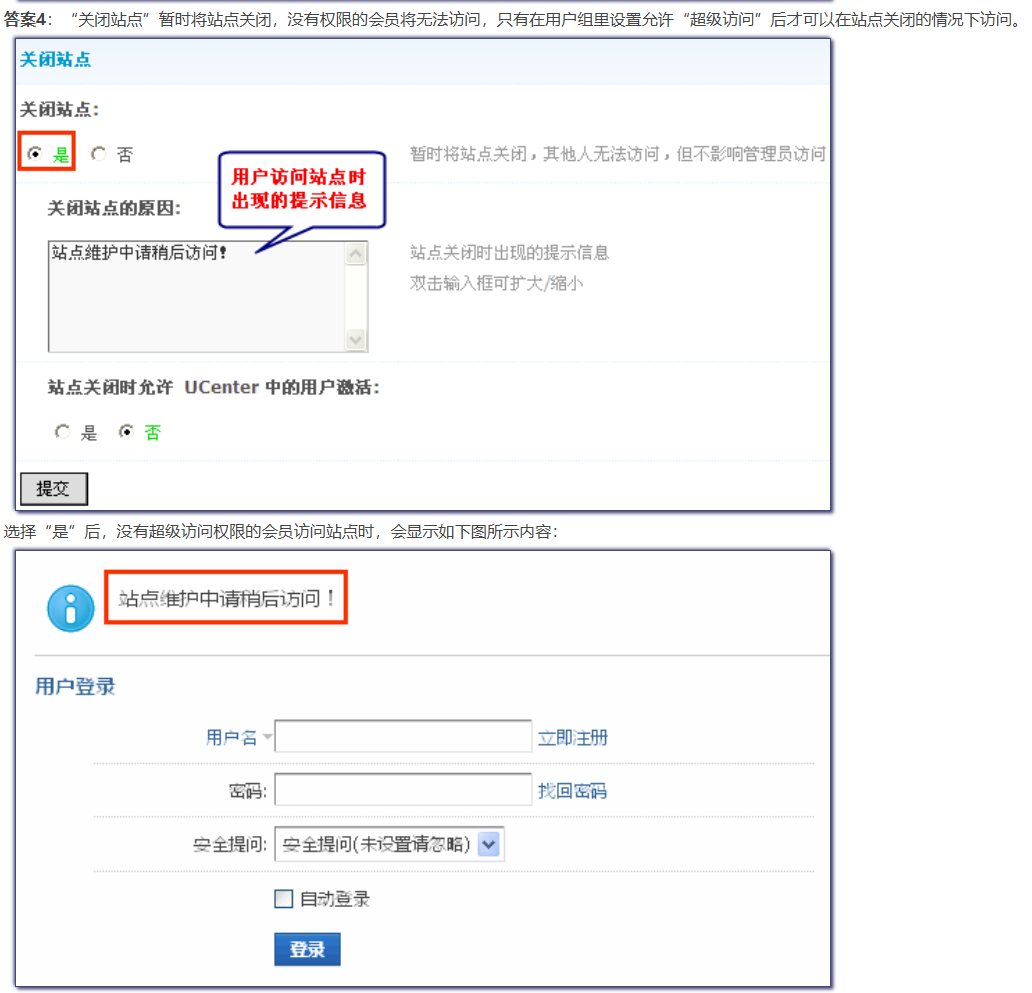 答案4：“关闭站点”暂时将站点关闭，没有权限的会员将无法访问，只有在用户组里设置允许“超级访问”后才可以在站点关闭的情况下访问。
关闭站点
关闭站点:
是 否
暂时将站点关闭，其他人无法访问，但不影响管理员访问
用户访问站点时
出现的提示信息
关闭站点的原因:
站点维护中请稍后访问！
站点关闭时出现的提示信息
双击输入框可扩大/缩小
站点关闭时允许 UCenter 中的用户激活:
是 否
提交
选择“是”后，没有超级访问权限的会员访问站点时，会显示如下图所示内容：
站点维护中请稍后访问！
用户登录
用户名 立即注册
密码: 找回密码
安全提问: 安全提问(未设置请忽略)
自动登录
登录